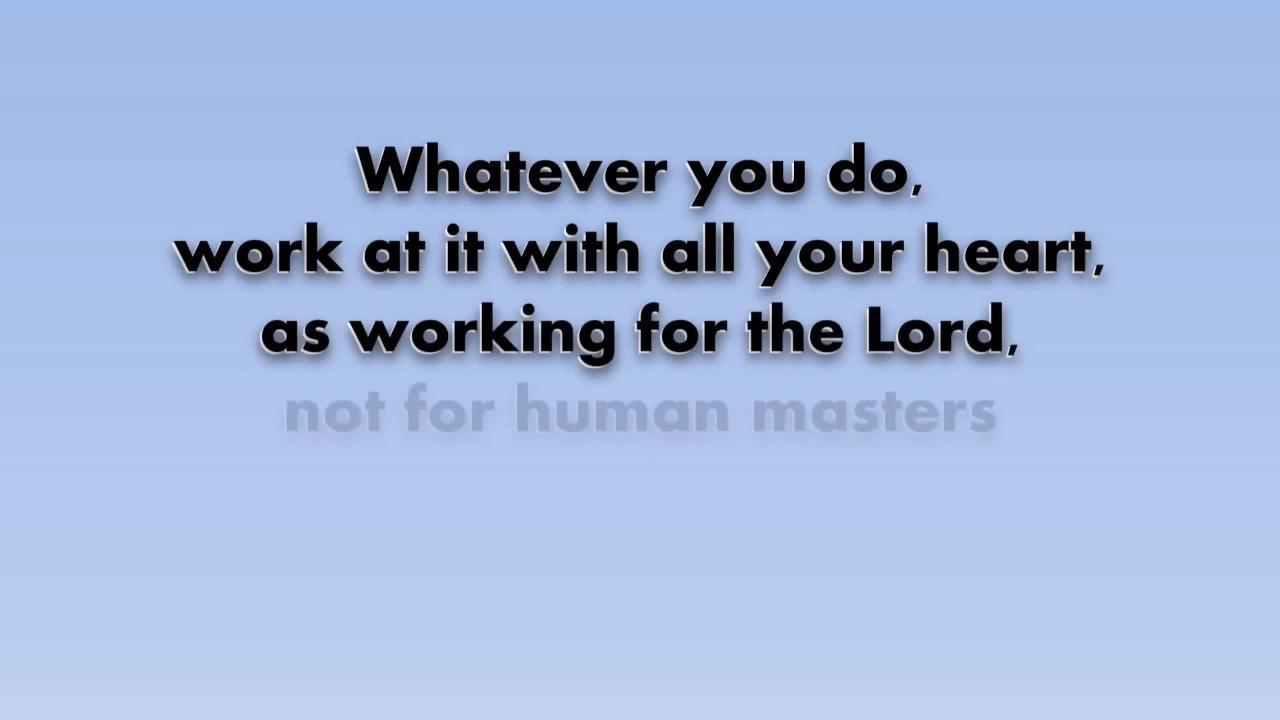 Whatever you do,
work at it with all your heart,
as working for the Lord,
not for human masters